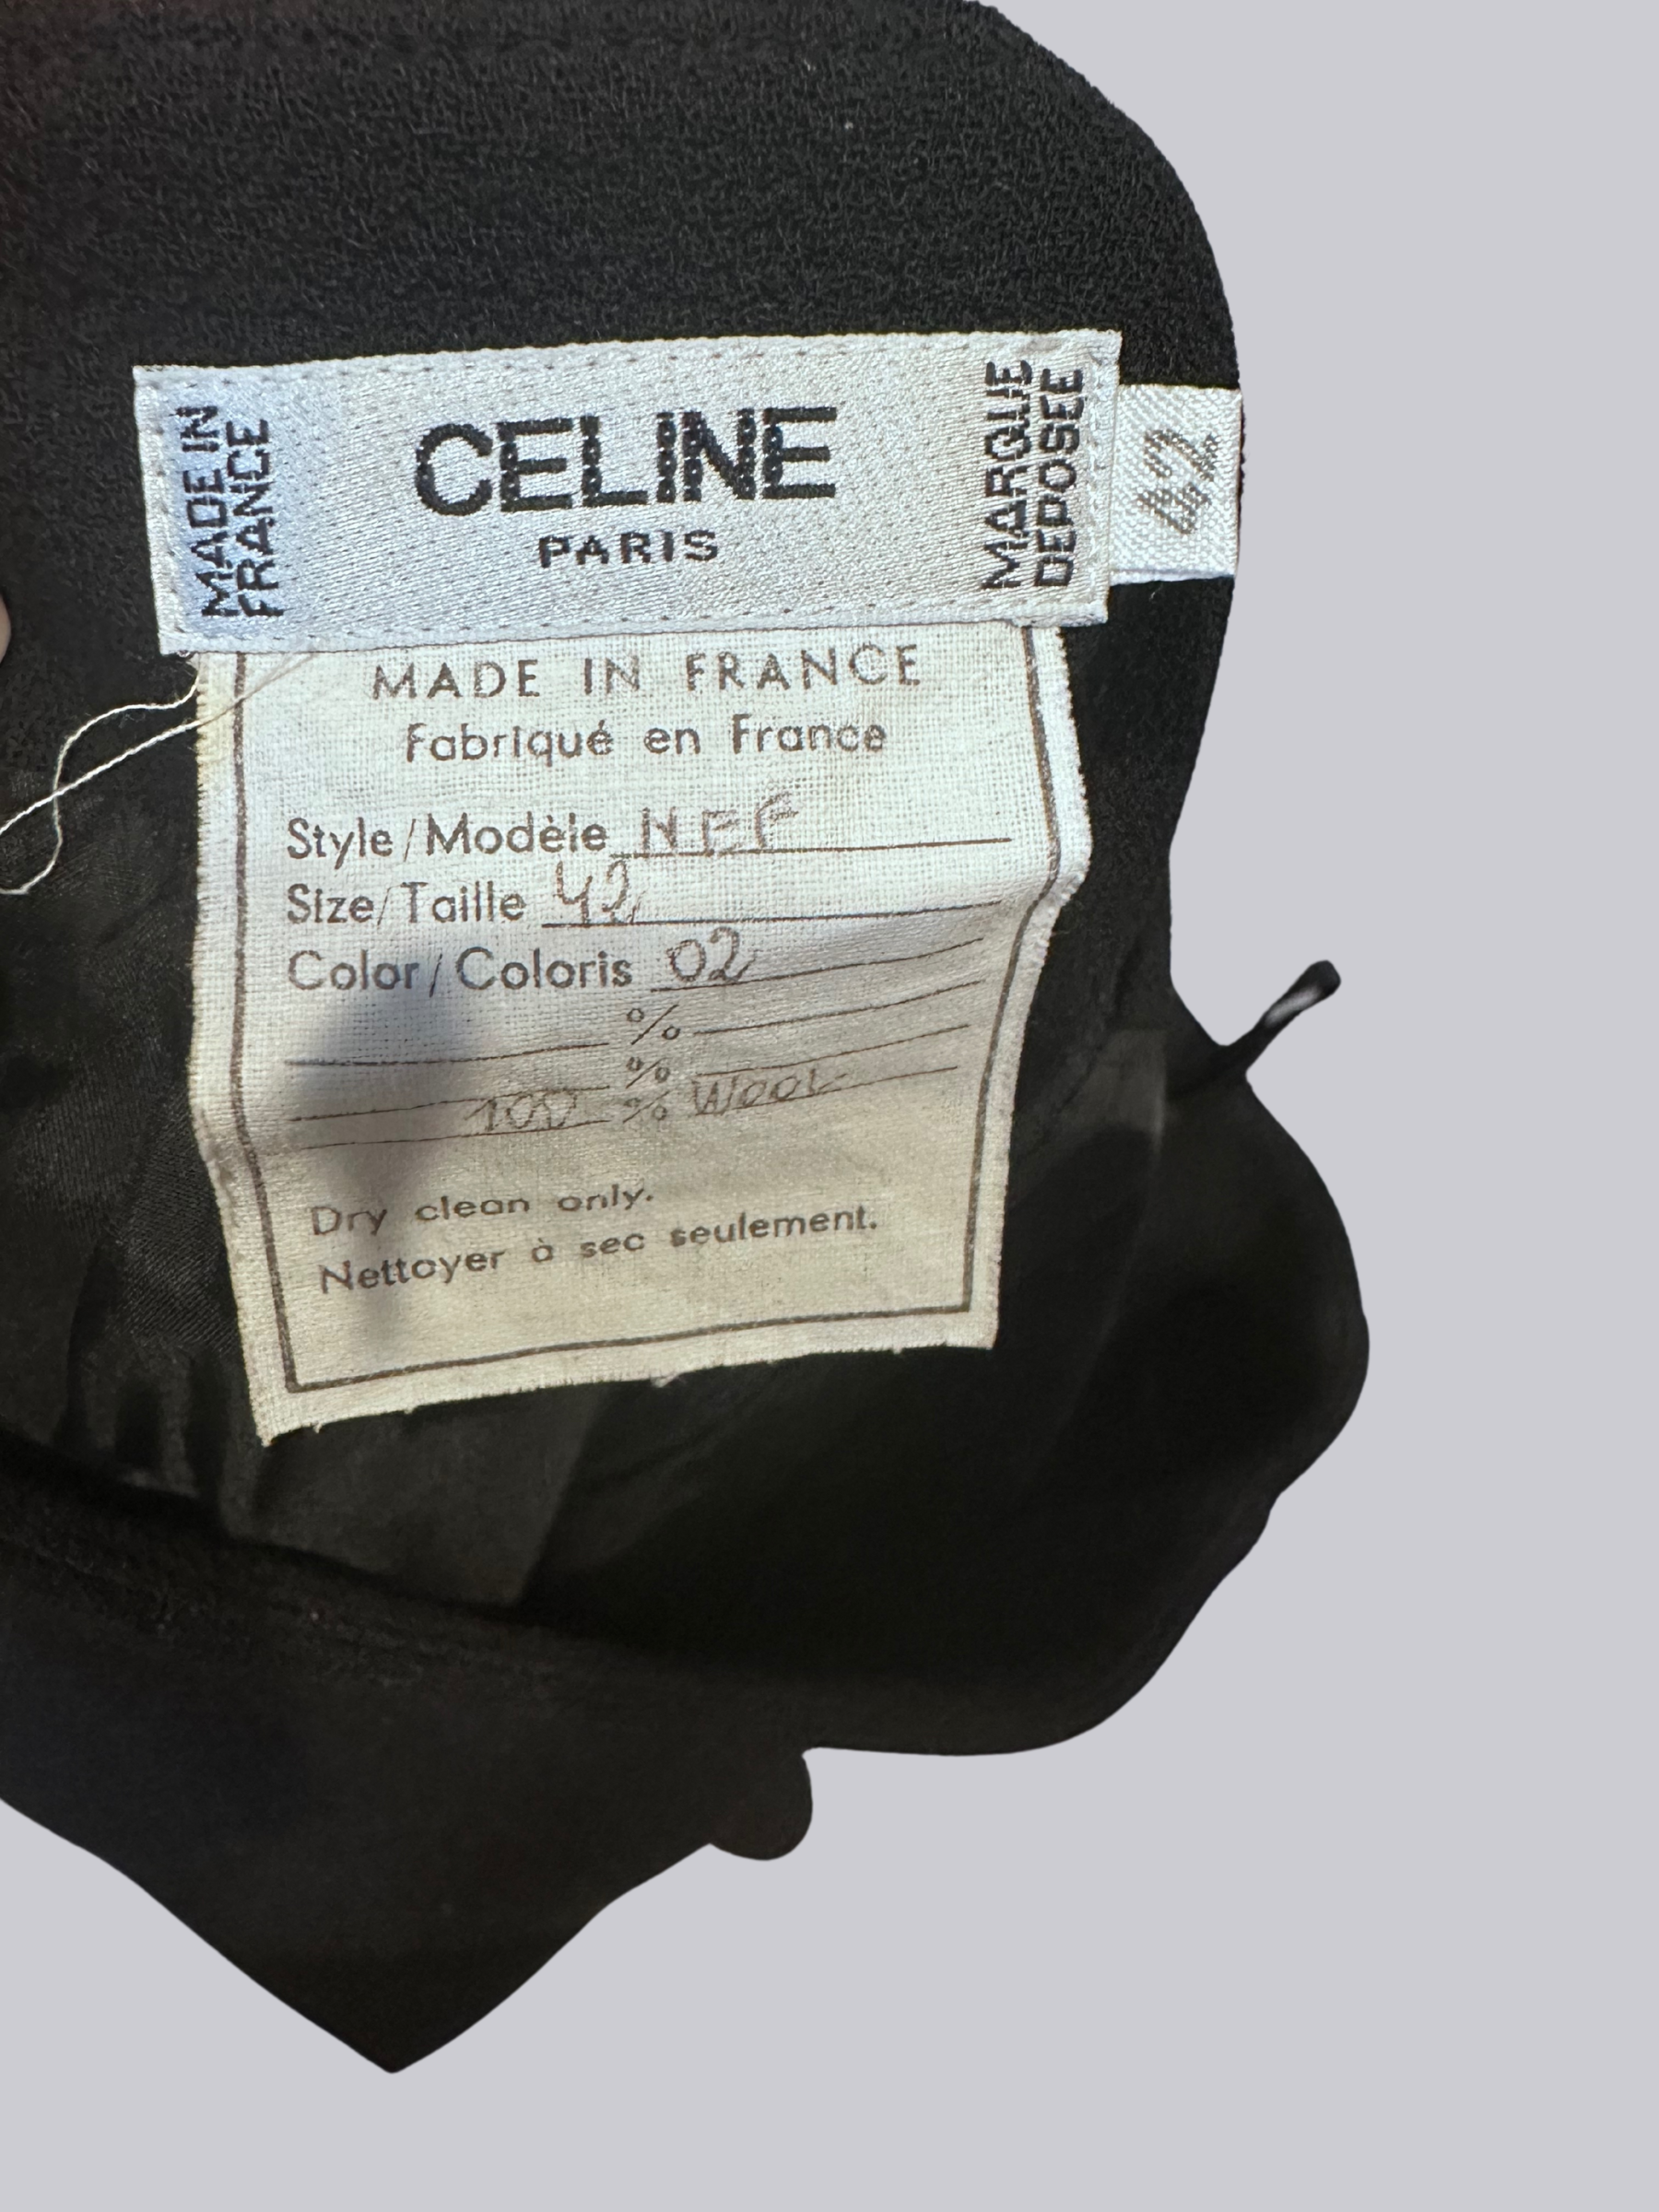 MADE IN
FRANCE
CELINE
PARIS
MARQUE
DEPOSEE
42
MADE IN FRANCE
Fabriqué en France
Style/Modèle NEF
Size/Taille 42
Color/Coloris 02
%
%
100 % WOOL
Dry clean only.
Nettoyer à sec seulement.